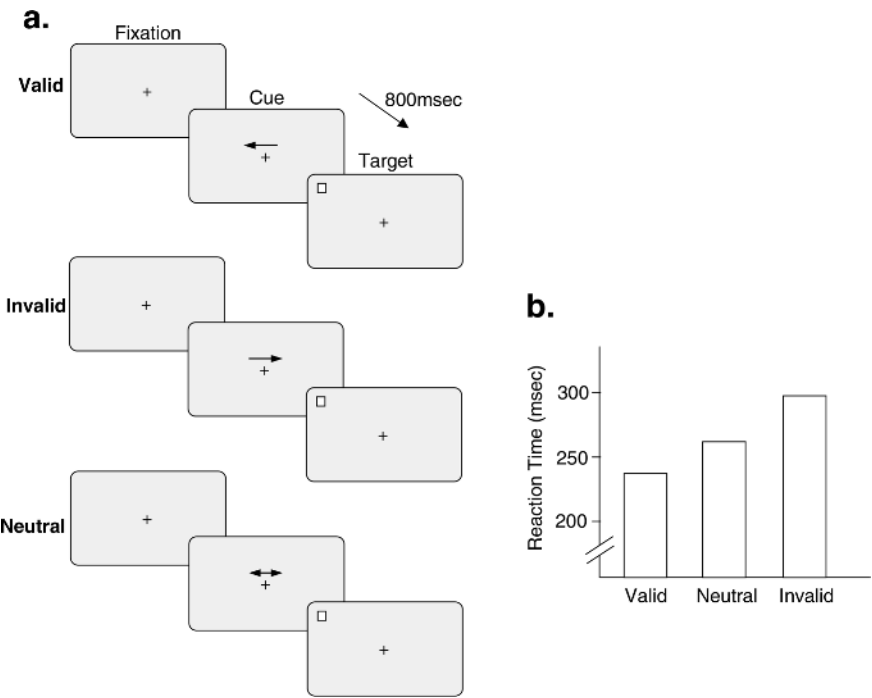 a.
Fixation
Valid
Cue
800msec
Target
Invalid
Neutral
b.
Reaction Time (msec)
300
250
200
Valid Neutral Invalid